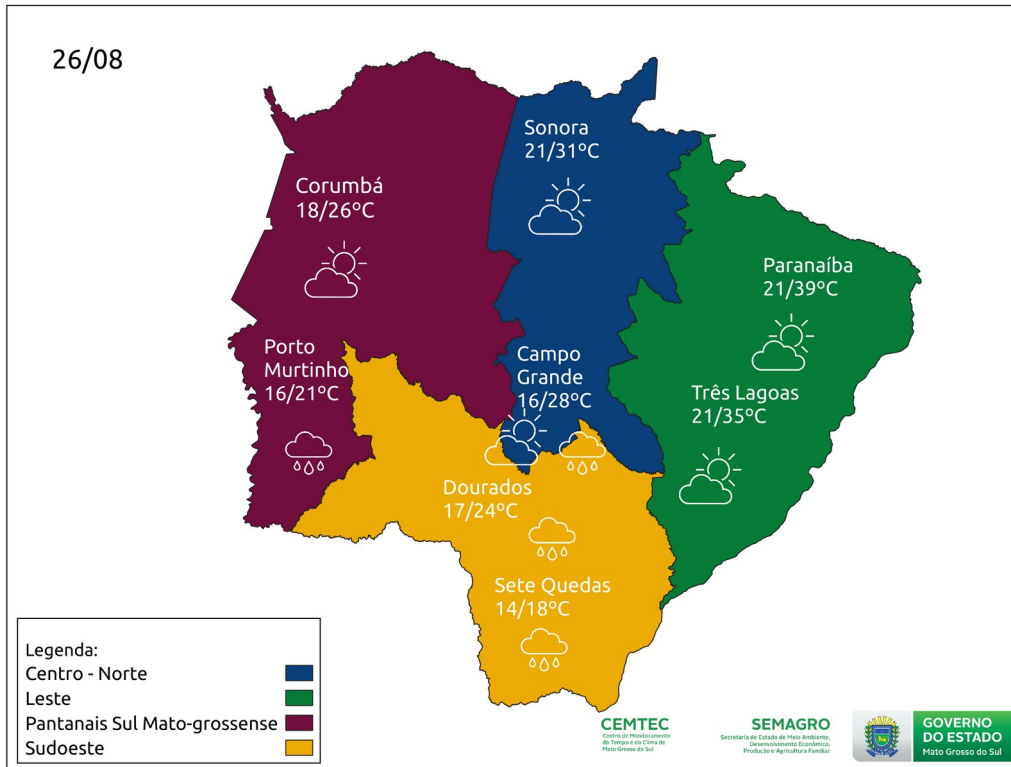 26/08
Sonora
21/31ºC
Corumbá
18/26ºC
Paranaíba
21/39ºC
Porto
Murtinho
16/21ºC
Campo
Grande
16/28ºC
Três Lagoas
21/35ºC
Dourados
17/24ºC
Sete Quedas
14/18ºC
Legenda:
Centro - Norte
Leste
Pantanais Sul Mato-grossense
Sudoeste
CEMTEC
Centro de Monitoramento
do Tempo e do Clima de
Mato Grosso do Sul
SEMAGRO
Secretaria de Estado de Meio Ambiente,
Desenvolvimento Econômico,
Produção e Agricultura Familiar
GOVERNO
DO ESTADO
Mato Grosso do Sul